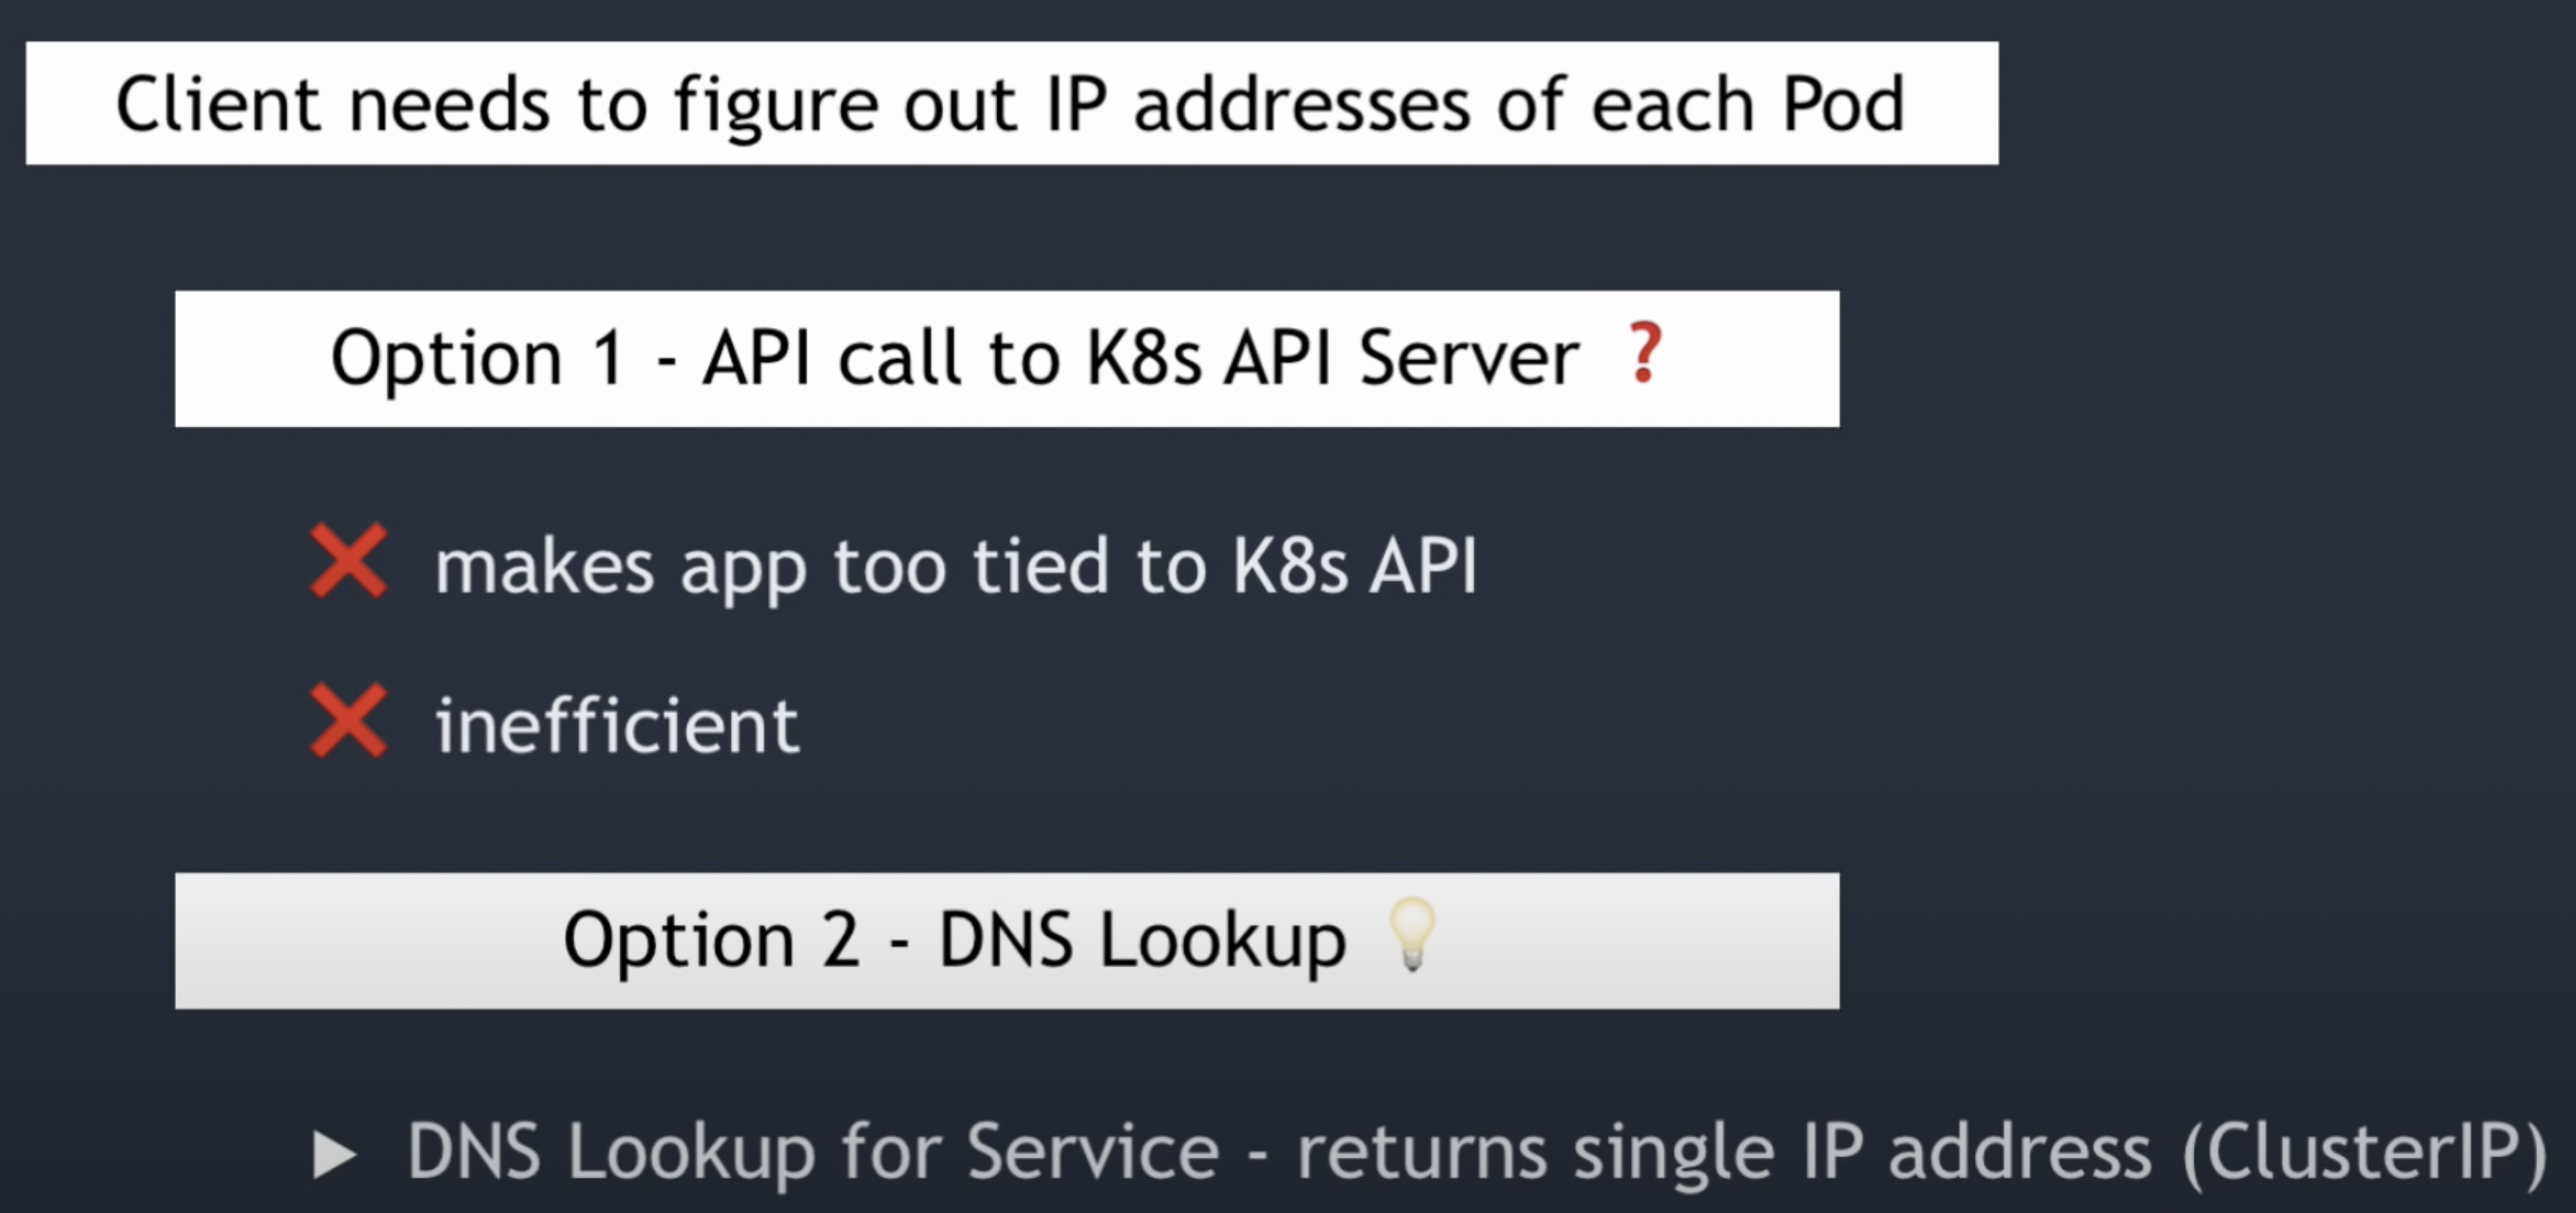 Client needs to figure out IP addresses of each Pod
Option 1 - API call to K8s API Server ❓
❌ makes app too tied to K8s API
❌ inefficient
Option 2 - DNS Lookup 💡
▶ DNS Lookup for Service - returns single IP address (ClusterIP)